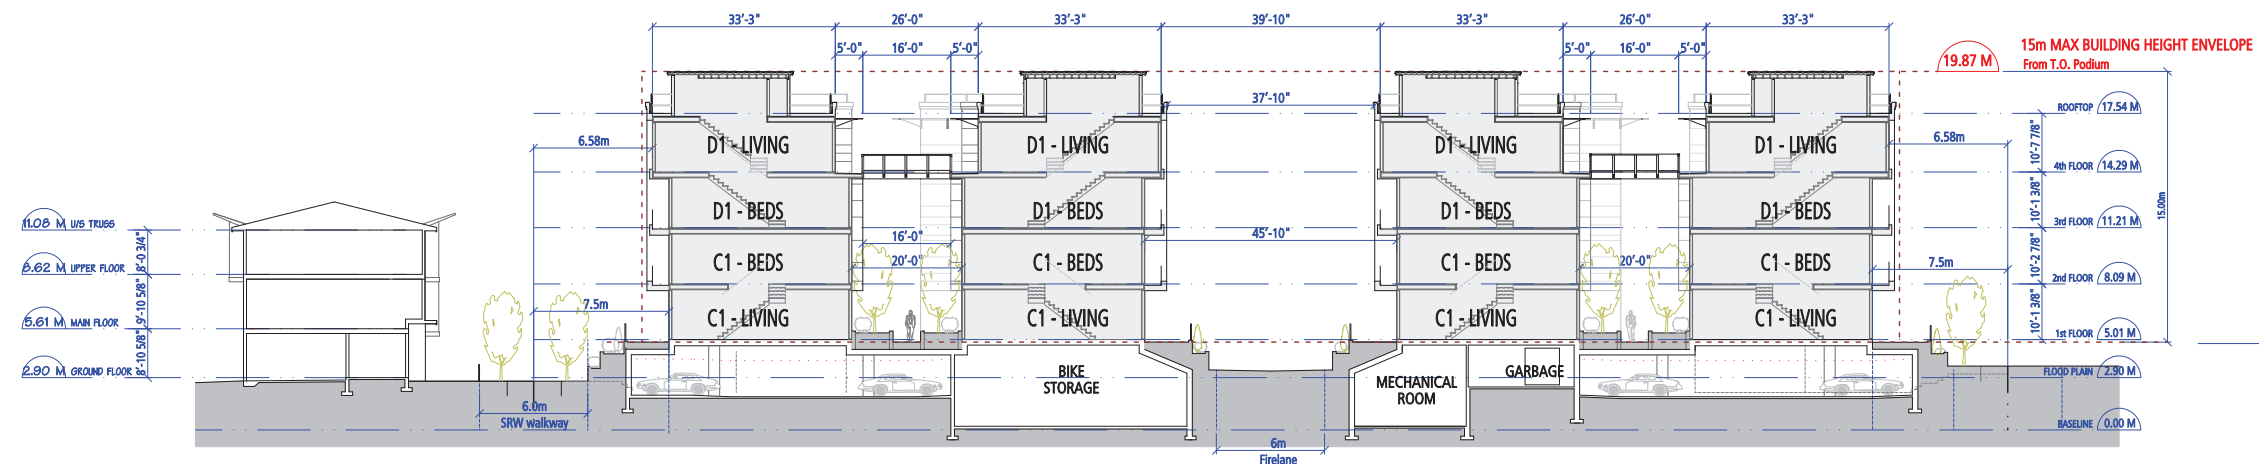 33'-3" 26'-0" 33'-3" 39'-10" 33'-3" 26'-0" 33'-3"
5'-0" 16'-0" 5'-0" 5'-0" 16'-0" 5'-0"
19.87 M 15m MAX BUILDING HEIGHT ENVELOPE
From T.O. Podium
37'-10"
ROOFTOP 17.54 M
6.58m D1 - LIVING D1 - LIVING D1 - LIVING D1 - LIVING 6.58m
10'-7 7/8"
4th FLOOR 14.29 M
D1 - BEDS D1 - BEDS D1 - BEDS D1 - BEDS
10'-1 3/8"
15.00m
11.08 M U/S TRUSS
3rd FLOOR 11.21 M
16'-0" 45'-10"
8'-0 3/4"
C1 - BEDS C1 - BEDS C1 - BEDS C1 - BEDS
20'-0" 20'-0" 7.5m
10'-2 7/8"
8.62 M UPPER FLOOR
2nd FLOOR 8.09 M
9'-10 5/8"
7.5m
C1 - LIVING C1 - LIVING C1 - LIVING C1 - LIVING
10'-1 3/8"
5.61 M MAIN FLOOR
1st FLOOR 5.01 M
8'-10 5/8"
2.90 M GROUND FLOOR
BIKE
STORAGE
GARBAGE
FLOOD PLAIN 2.90 M
MECHANICAL
ROOM
6.0m
SRW walkway
BASELINE 0.00 M
6m
Firelane